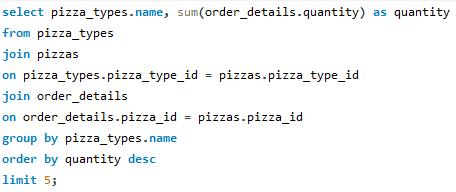 select pizza_types.name, sum(order_details.quantity) as quantity
from pizza_types
join pizzas
on pizza_types.pizza_type_id = pizzas.pizza_type_id
join order_details
on order_details.pizza_id = pizzas.pizza_id
group by pizza_types.name
order by quantity desc
limit 5;